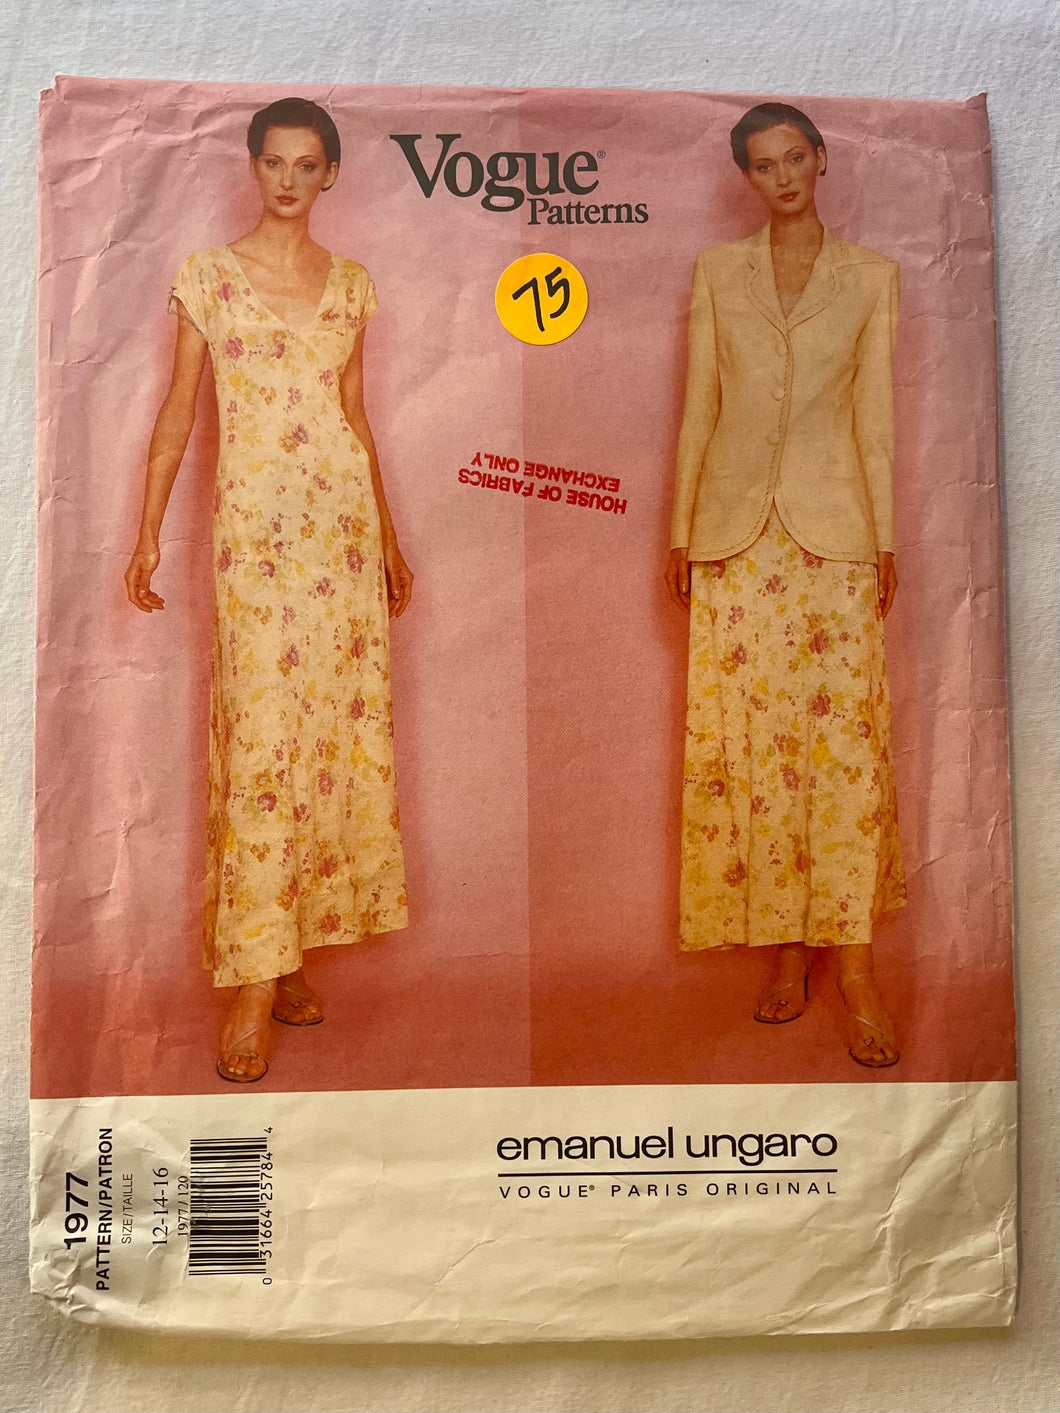 Vogue®
Patterns
75
HOUSE OF FABRICS
EXCHANGE ONLY
1977
PATTERN/PATRON
SIZE/TAILLE
12-14-16
1977/120
0 31664 25784 4
emanuel ungaro
VOGUE® PARIS ORIGINAL